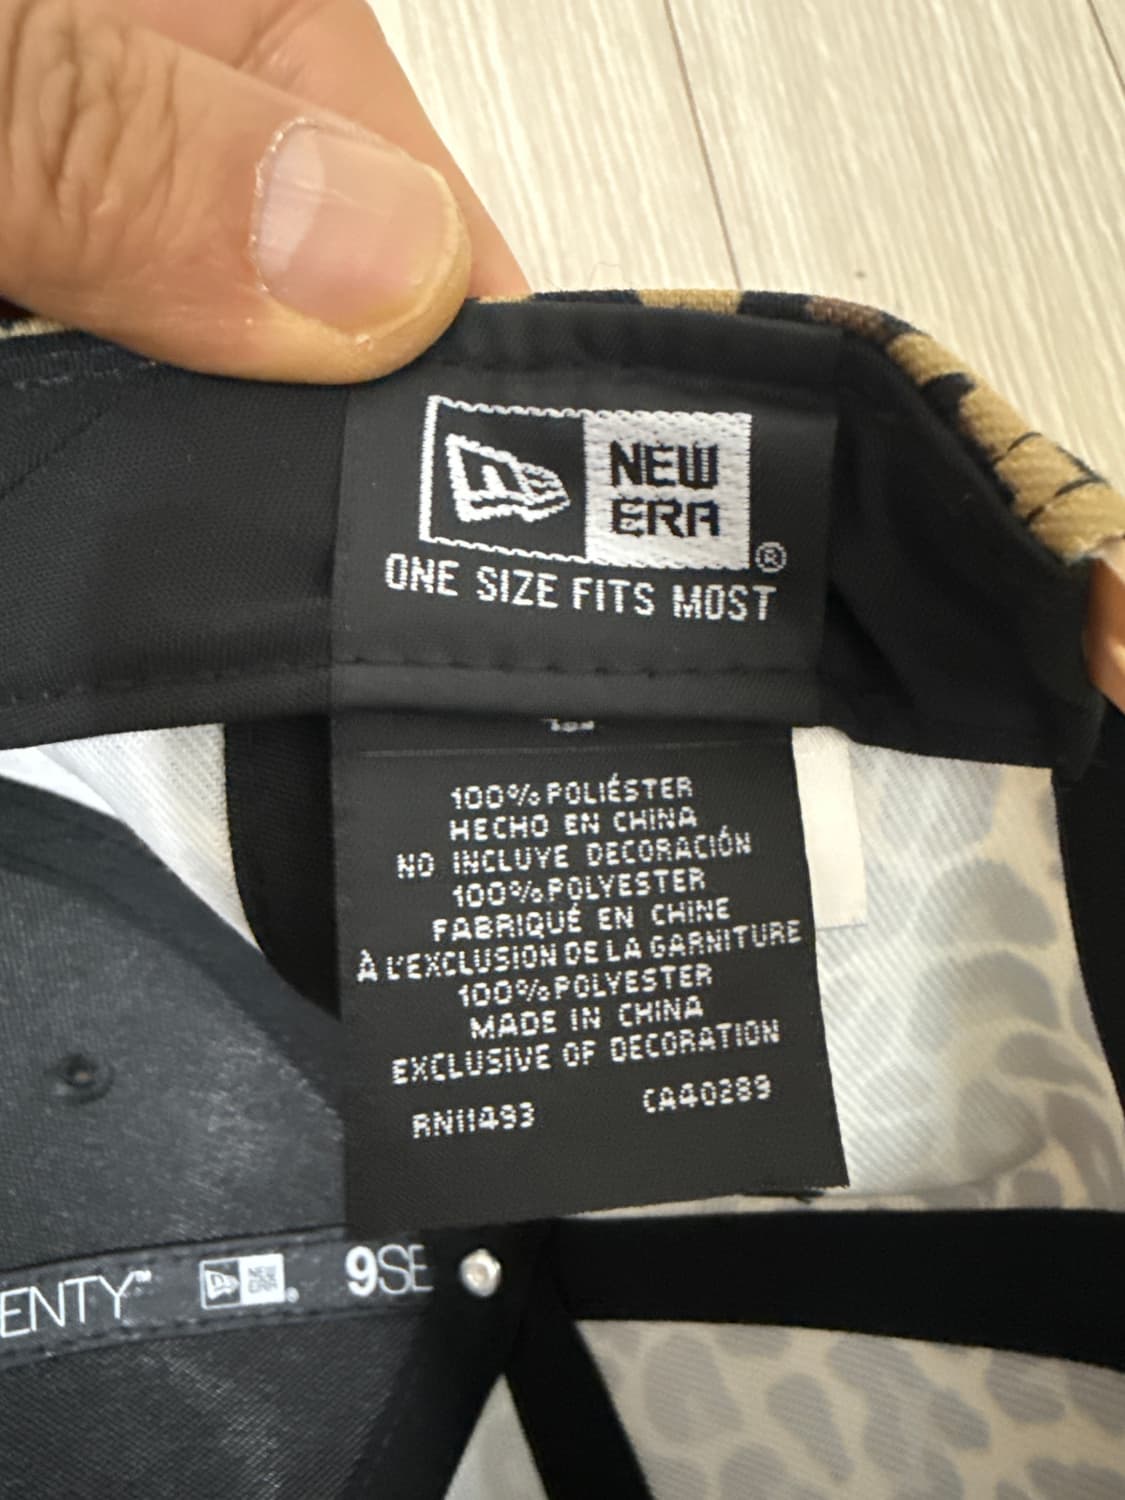 NEW
ERA
®
ONE SIZE FITS MOST
100% POLIÉSTER
HECHO EN CHINA
NO INCLUYE DECORACIÓN
100% POLYESTER
FABRIQUÉ EN CHINE
À L'EXCLUSION DE LA GARNITURE
100% POLYESTER
MADE IN CHINA
EXCLUSIVE OF DECORATION
RN11493 CA40289
ENTY™ NEW ERA® 9SE